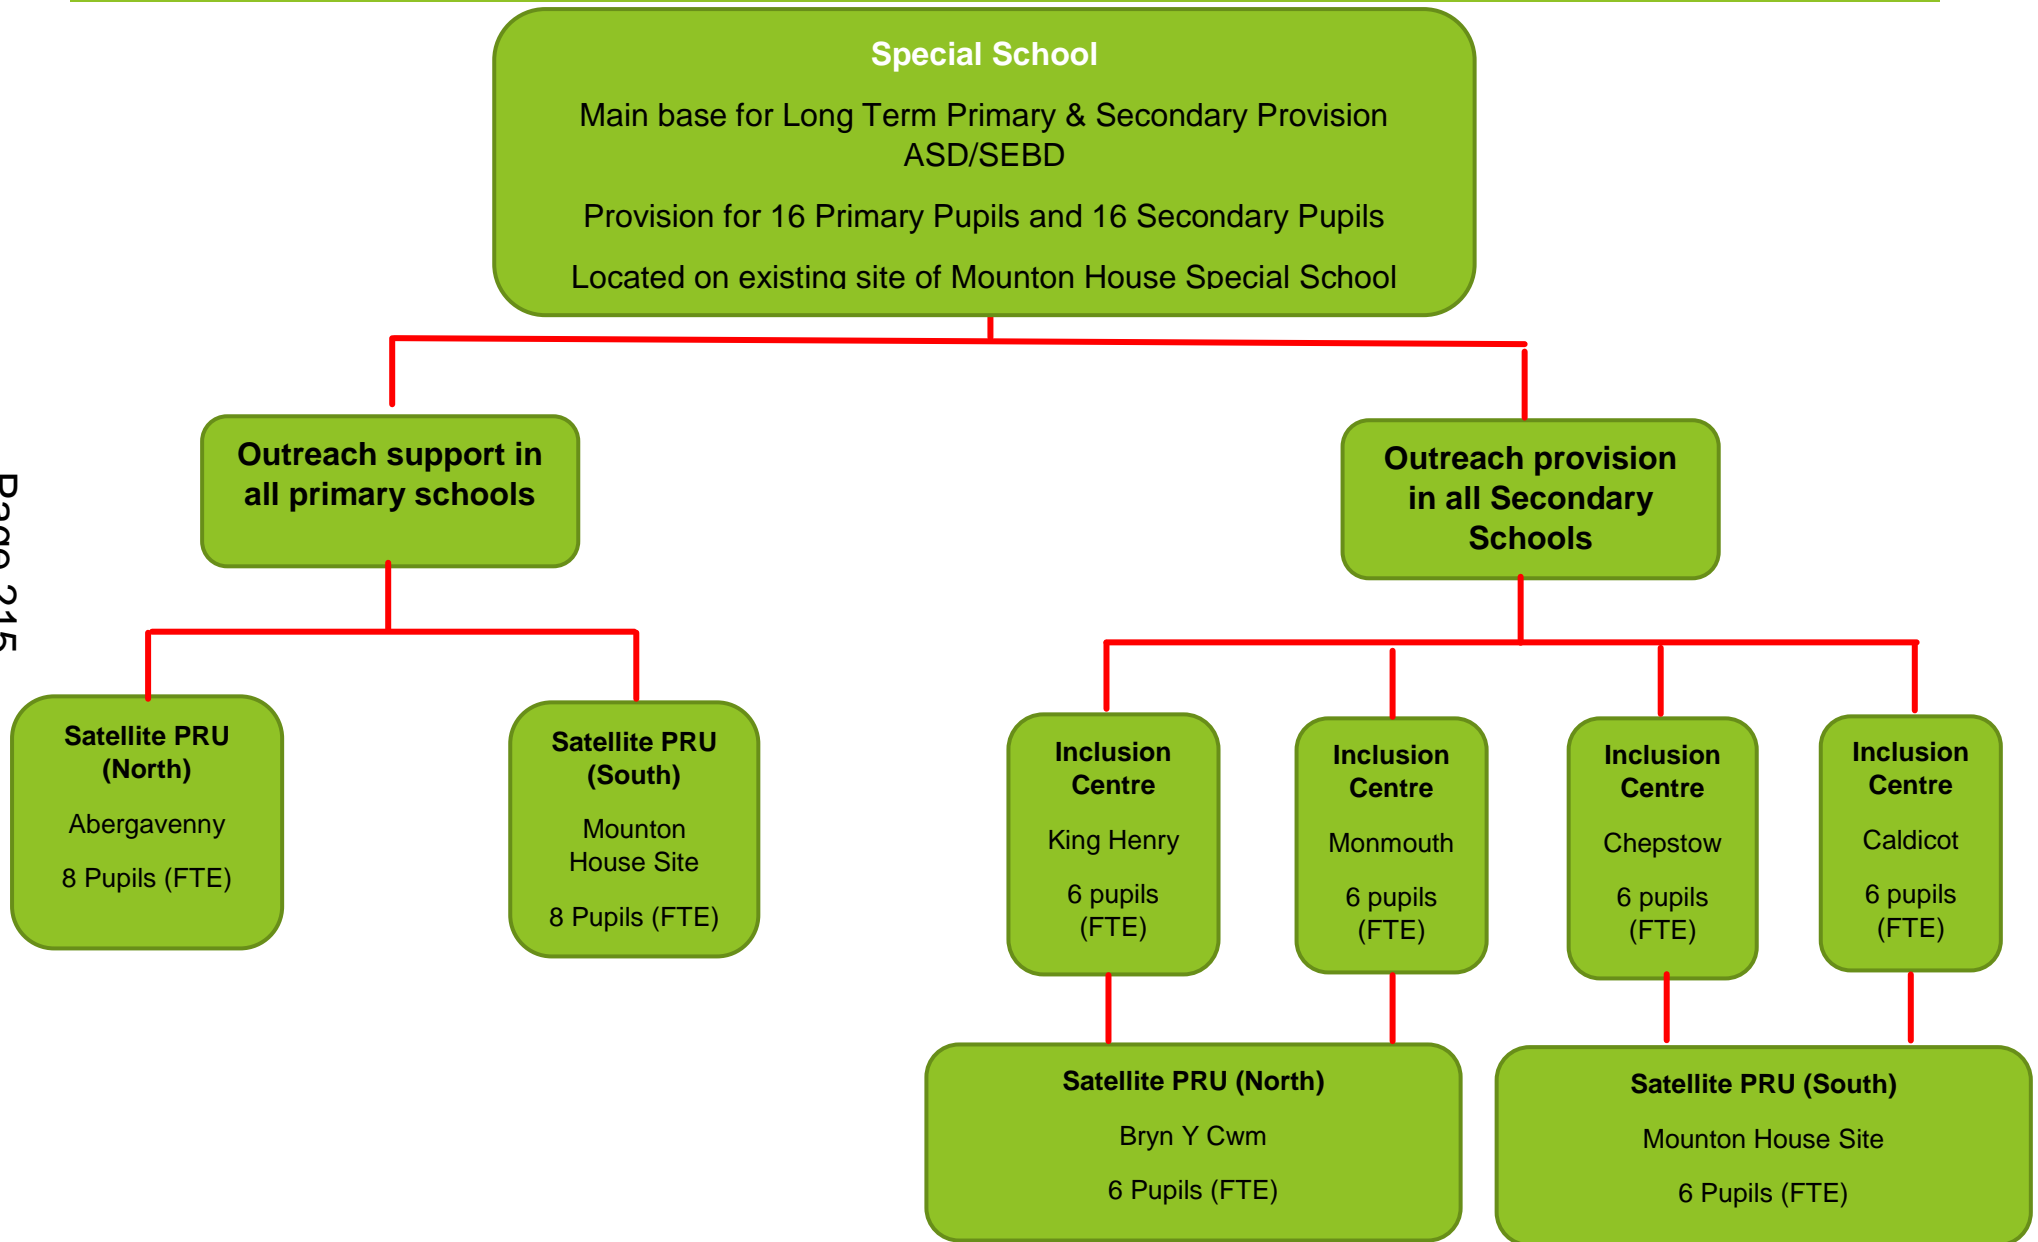 Special School
Main base for Long Term Primary & Secondary Provision
ASD/SEBD
Provision for 16 Primary Pupils and 16 Secondary Pupils
Located on existing site of Mounton House Special School
Outreach support in
all primary schools
Outreach provision
in all Secondary
Schools
Page 215
Satellite PRU
(North)
Abergavenny
8 Pupils (FTE)
Satellite PRU
(South)
Mounton
House Site
8 Pupils (FTE)
Inclusion
Centre
King Henry
6 pupils
(FTE)
Inclusion
Centre
Monmouth
6 pupils
(FTE)
Inclusion
Centre
Chepstow
6 pupils
(FTE)
Inclusion
Centre
Caldicot
6 pupils
(FTE)
Satellite PRU (North)
Bryn Y Cwm
6 Pupils (FTE)
Satellite PRU (South)
Mounton House Site
6 Pupils (FTE)